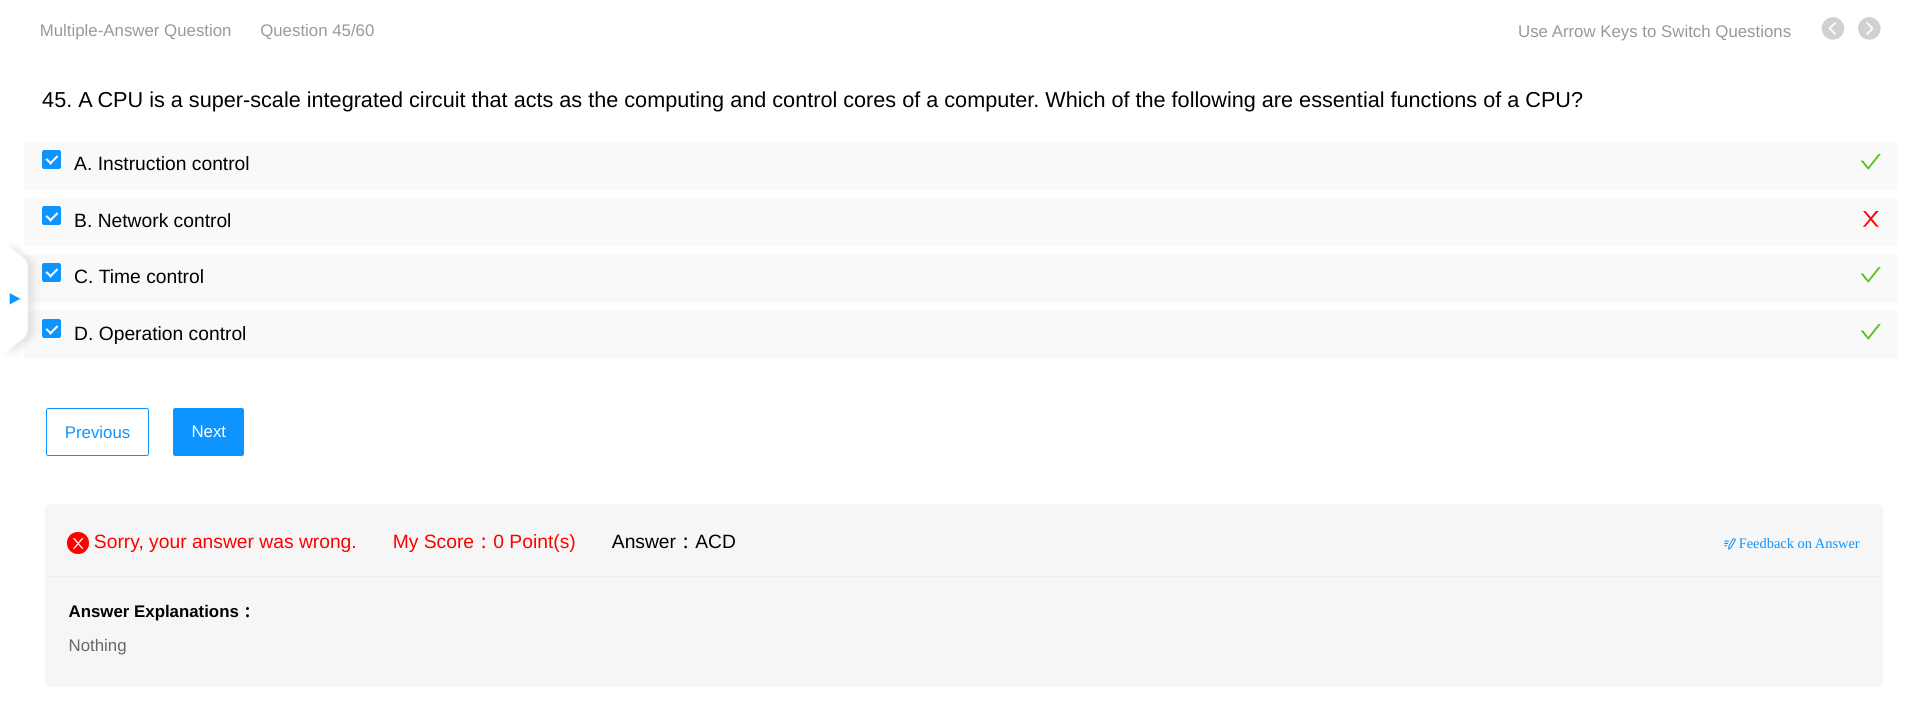 Multiple-Answer Question Question 45/60 Use Arrow Keys to Switch Questions
45. A CPU is a super-scale integrated circuit that acts as the computing and control cores of a computer. Which of the following are essential functions of a CPU?
A. Instruction control
B. Network control
C. Time control
D. Operation control
Previous Next
Sorry, your answer was wrong. My Score：0 Point(s) Answer：ACD Feedback on Answer
Answer Explanations：
Nothing